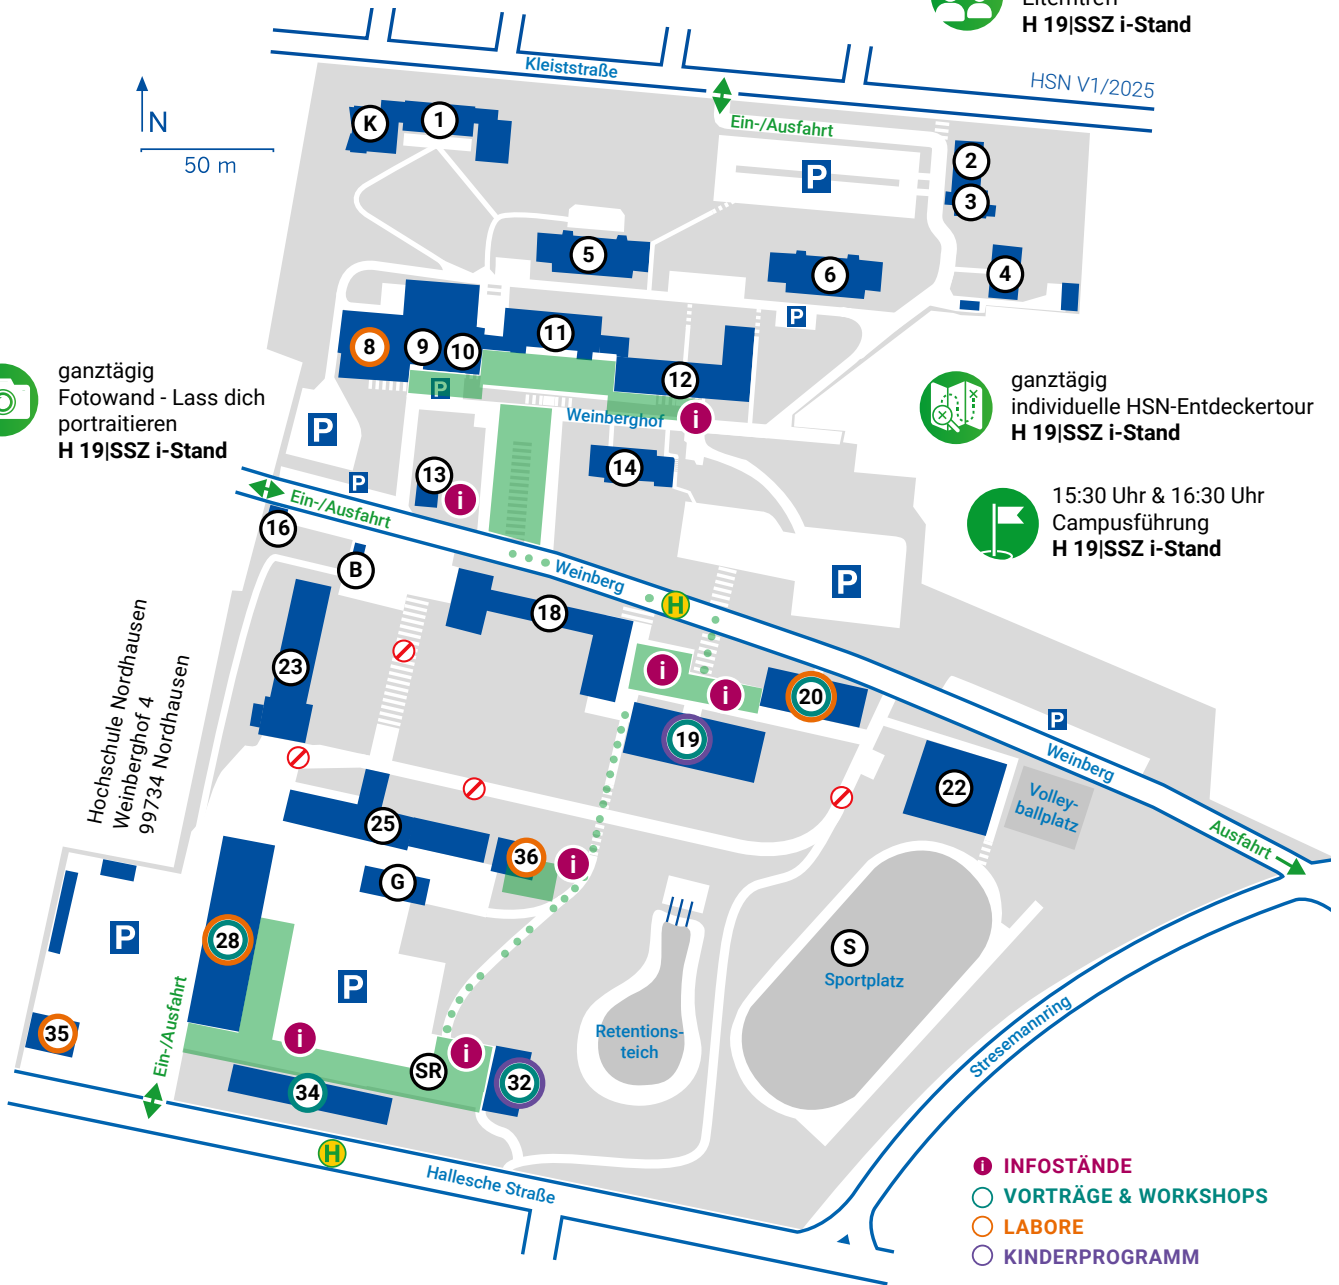 H 19|SSZ i-Stand
Kleiststraße
HSN V1/2025
N
50 m
Ein-/Ausfahrt
K
1
P
2
3
5
6
4
P
11
8
9
10
12
P
Weinberghof
i
ganztägig
Fotowand - Lass dich
portraitieren
H 19|SSZ i-Stand
ganztägig
individuelle HSN-Entdeckertour
H 19|SSZ i-Stand
P
14
13
i
P
Ein-/Ausfahrt
15:30 Uhr & 16:30 Uhr
Campusführung
H 19|SSZ i-Stand
16
B
Weinberg
P
H
18
23
i
i
20
19
P
Weinberg
22
Volley-
ballplatz
Hochschule Nordhausen
Weinberghof 4
99734 Nordhausen
25
36
i
G
Ausfahrt
P
28
P
S
Sportplatz
Ein-/Ausfahrt
35
i
i
SR
Retentions-
teich
Stresemannring
34
32
H
Hallesche Straße
i INFOSTÄNDE
VORTRÄGE & WORKSHOPS
LABORE
KINDERPROGRAMM